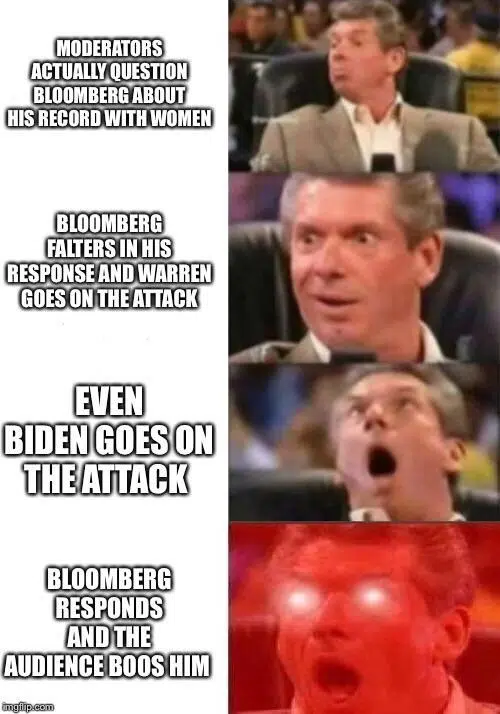 MODERATORS
ACTUALLY QUESTION
BLOOMBERG ABOUT
HIS RECORD WITH WOMEN
BLOOMBERG
FALTERS IN HIS
RESPONSE AND WARREN
GOES ON THE ATTACK
EVEN
BIDEN GOES ON
THE ATTACK
BLOOMBERG
RESPONDS
AND THE
AUDIENCE BOOS HIM
imgflip.com